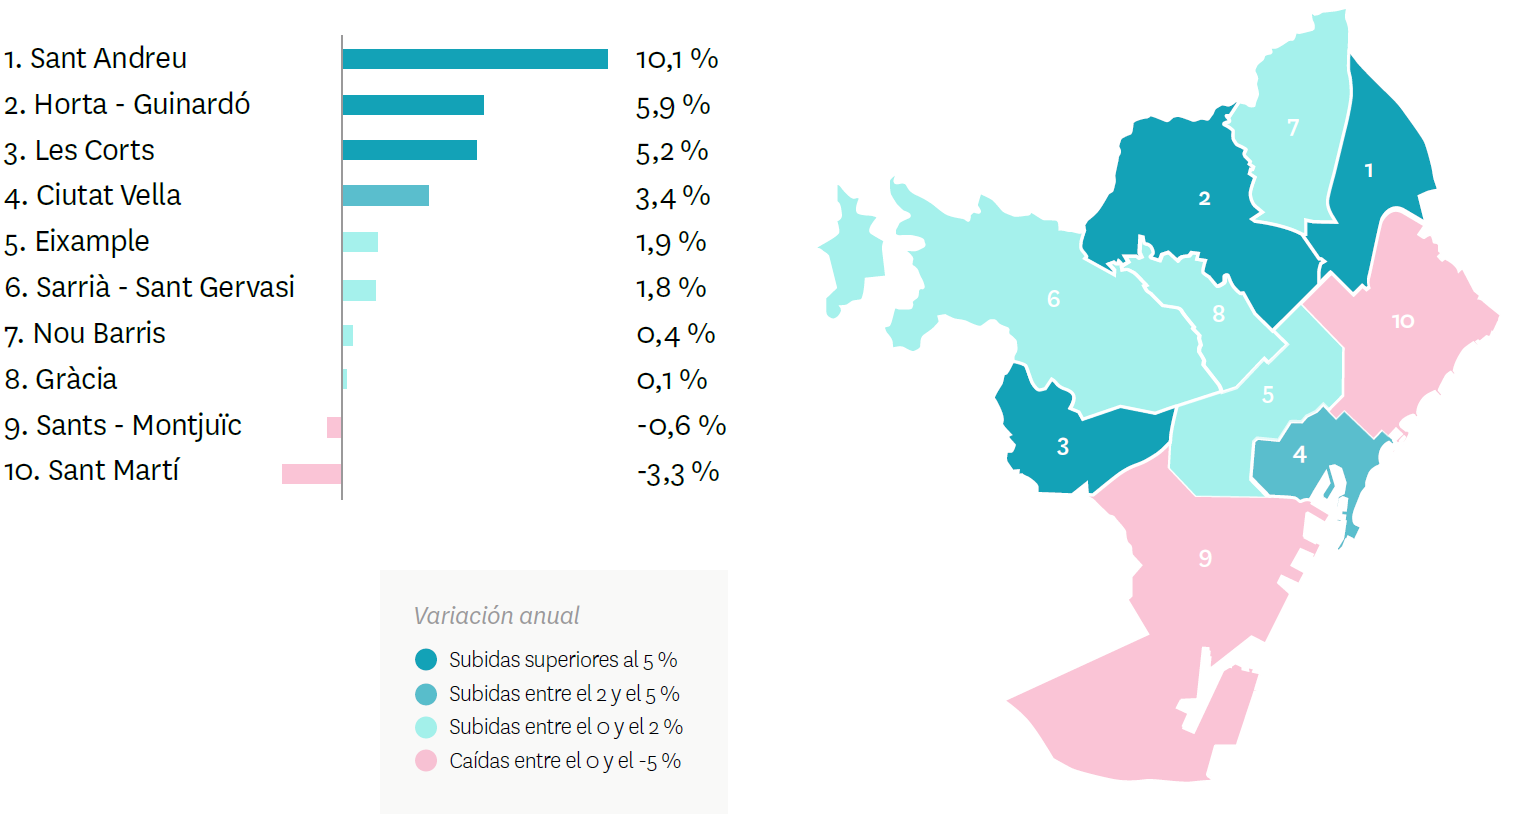 1. Sant Andreu 10,1 %
2. Horta - Guinardó 5,9 %
3. Les Corts 5,2 %
4. Ciutat Vella 3,4 %
5. Eixample 1,9 %
6. Sarrià - Sant Gervasi 1,8 %
7. Nou Barris 0,4 %
8. Gràcia 0,1 %
9. Sants - Montjuïc -0,6 %
10. Sant Martí -3,3 %
Variación anual
Subidas superiores al 5 %
Subidas entre el 2 y el 5 %
Subidas entre el 0 y el 2 %
Caídas entre el 0 y el -5 %
7
1
2
6
8
10
5
3
4
9